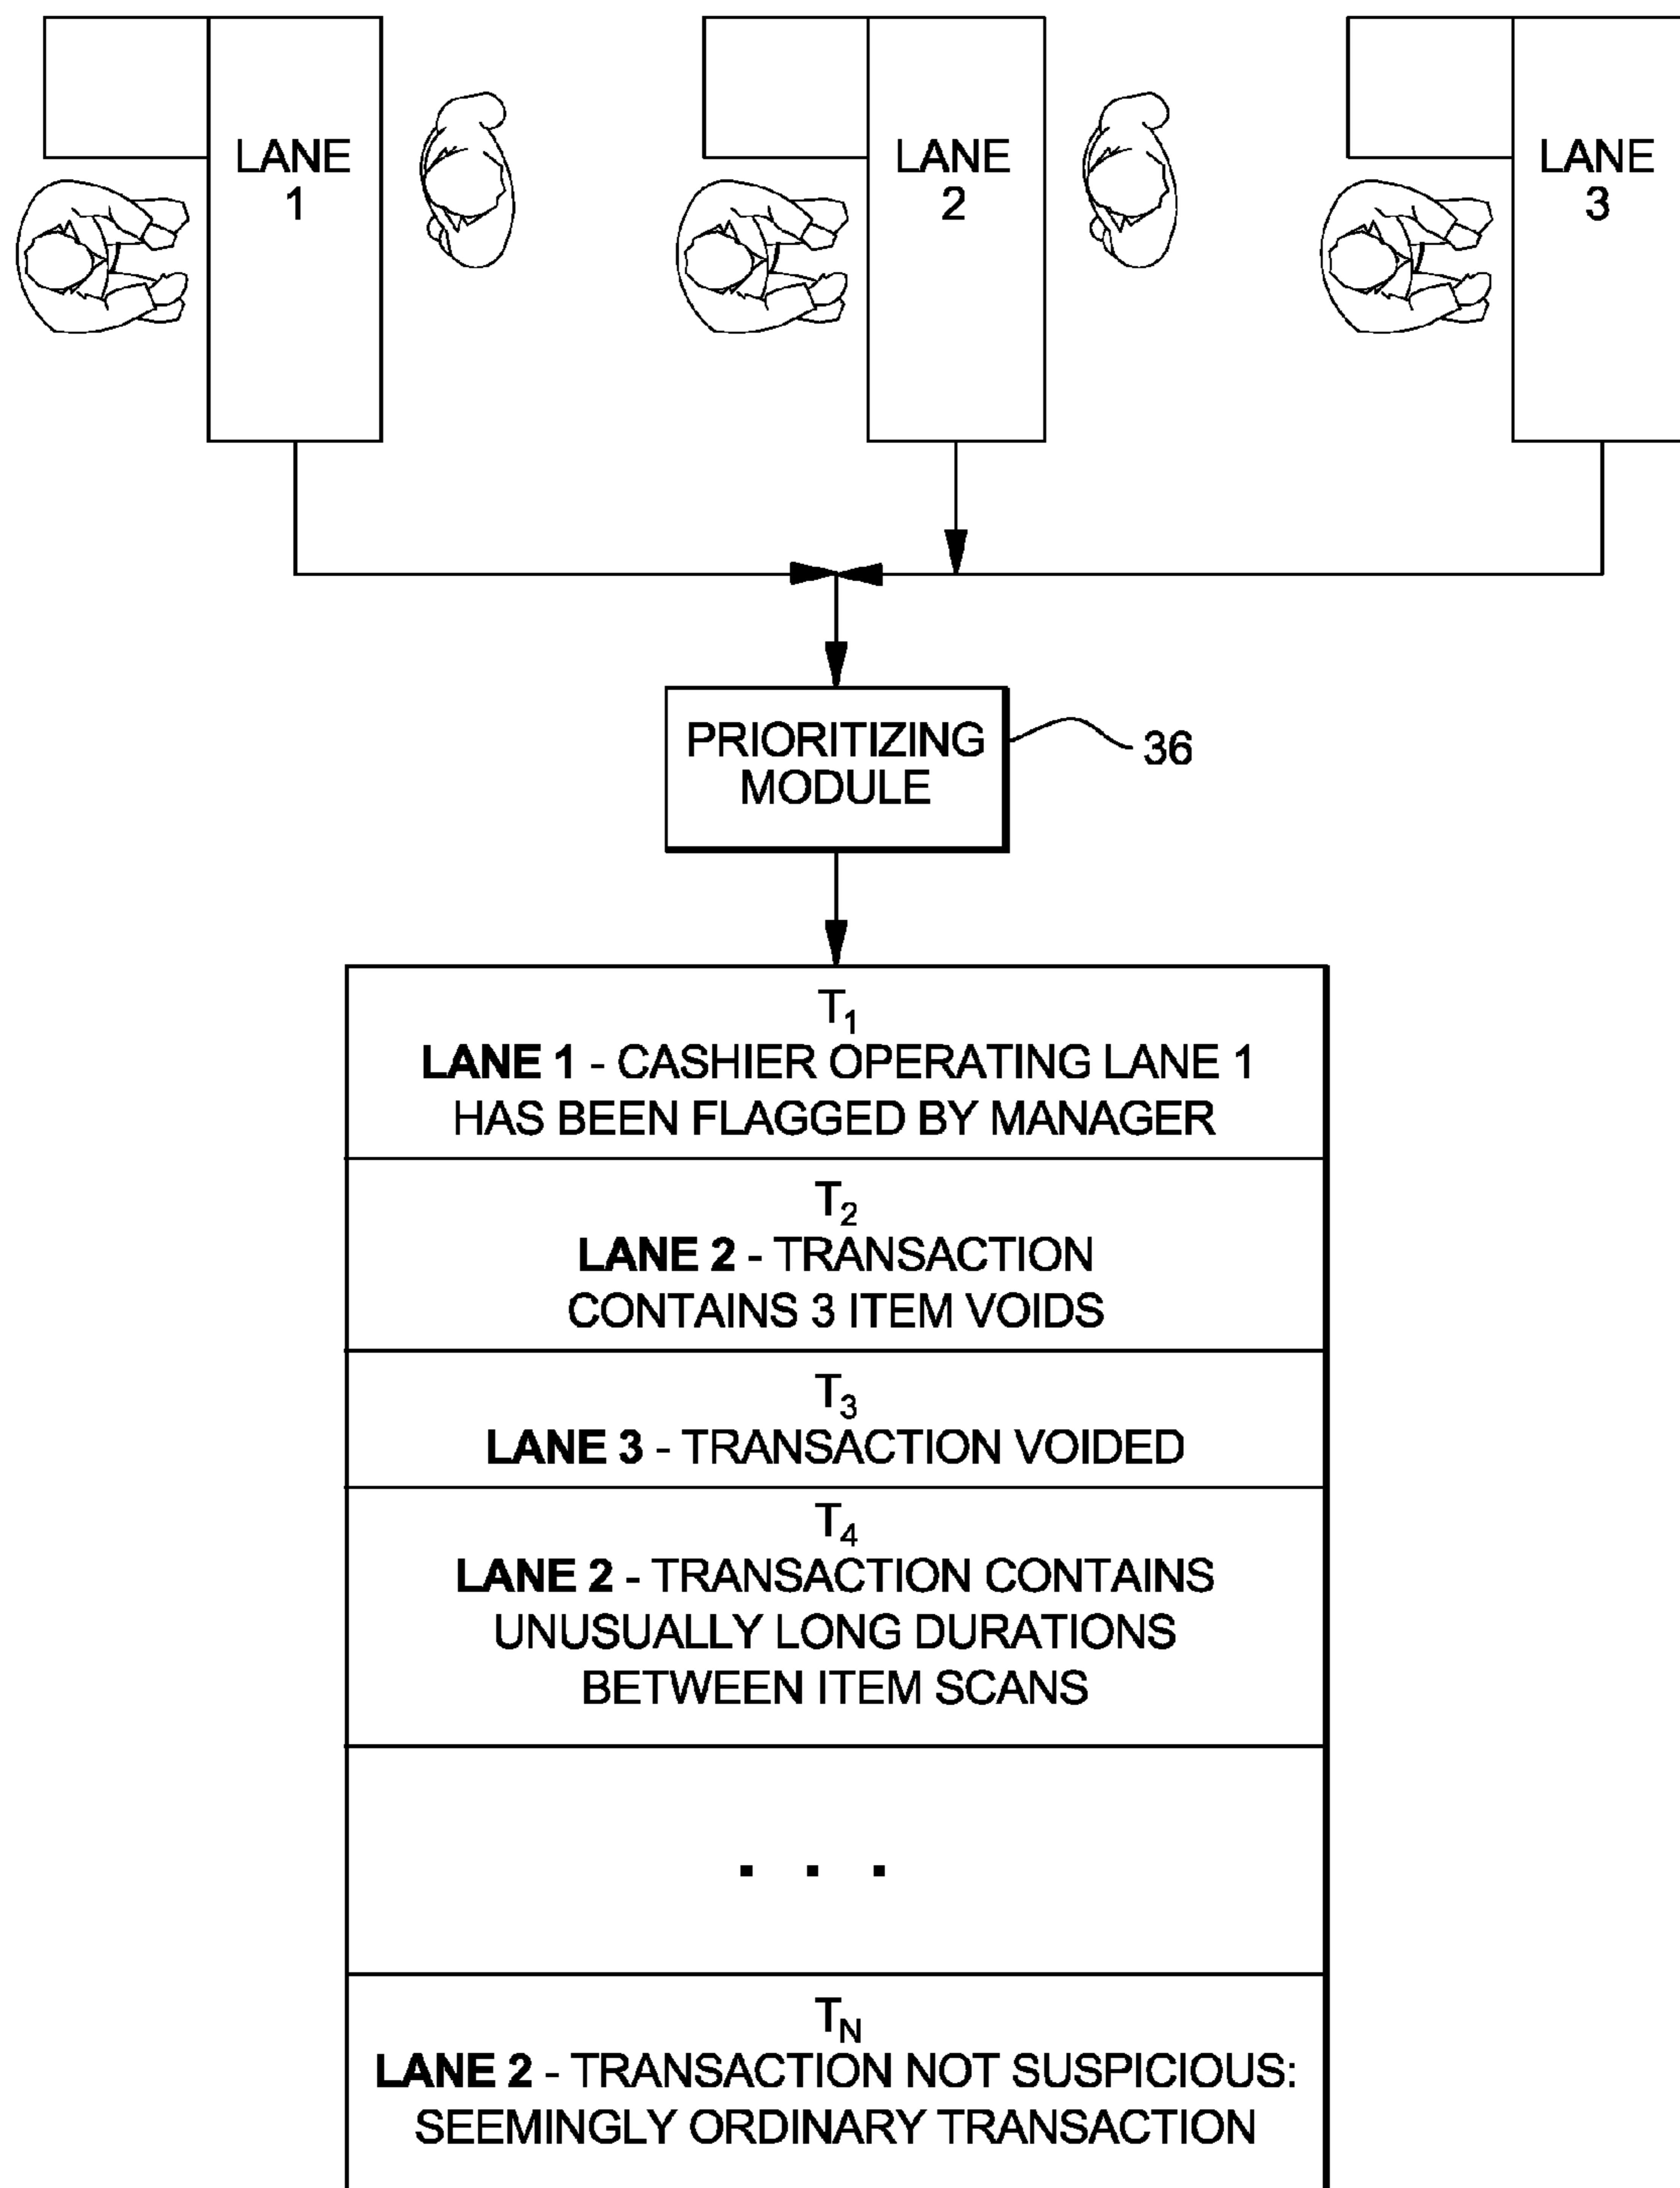 LANE
1
LANE
2
LANE
3
PRIORITIZING
MODULE
36
T1
LANE 1 - CASHIER OPERATING LANE 1
HAS BEEN FLAGGED BY MANAGER
T2
LANE 2 - TRANSACTION
CONTAINS 3 ITEM VOIDS
T3
LANE 3 - TRANSACTION VOIDED
T4
LANE 2 - TRANSACTION CONTAINS
UNUSUALLY LONG DURATIONS
BETWEEN ITEM SCANS
. . .
TN
LANE 2 - TRANSACTION NOT SUSPICIOUS:
SEEMINGLY ORDINARY TRANSACTION